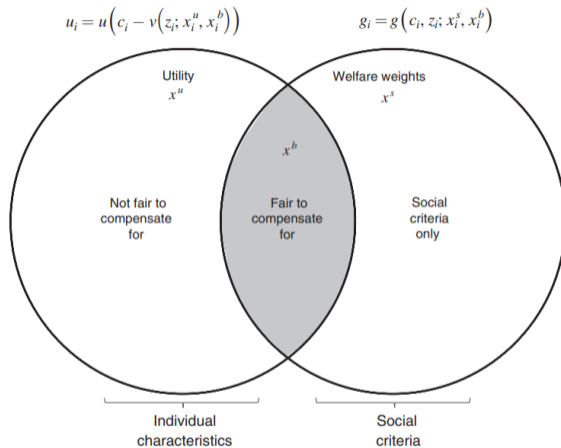 u_i = u(c_i − v(z_i; x_i^u, x_i^b))
g_i = g(c_i, z_i; x_i^s, x_i^b)
Utility
x^u
Welfare weights
x^s
x^b
Not fair to
compensate
for
Fair to
compensate
for
Social
criteria
only
Individual
characteristics
Social
criteria